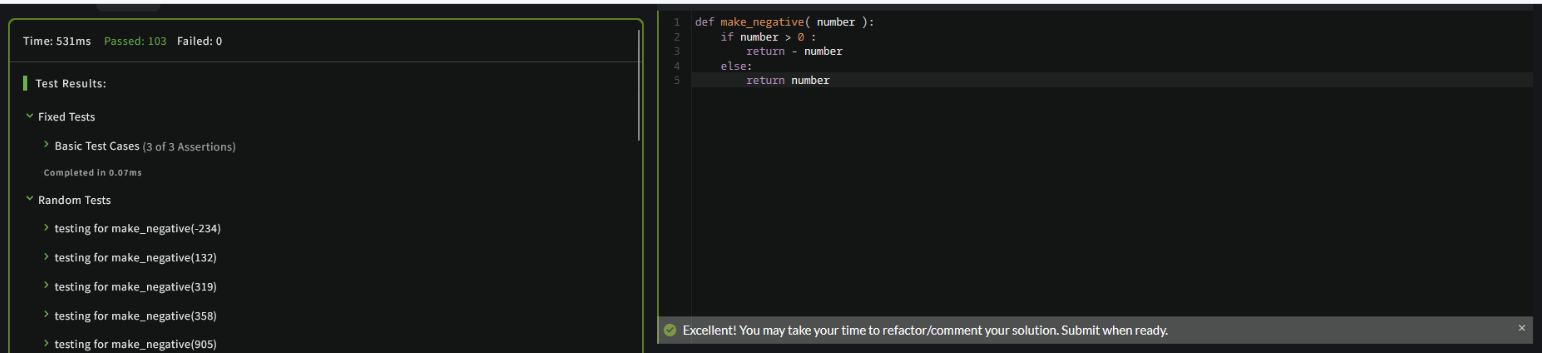 Time: 531ms Passed: 103 Failed: 0
Test Results:
Fixed Tests
Basic Test Cases (3 of 3 Assertions)
Completed in 0.07ms
Random Tests
testing for make_negative(-234)
testing for make_negative(132)
testing for make_negative(319)
testing for make_negative(358)
testing for make_negative(905)
1 def make_negative( number ):
2     if number > 0 :
3         return - number
4     else:
5         return number
Excellent! You may take your time to refactor/comment your solution. Submit when ready.
×